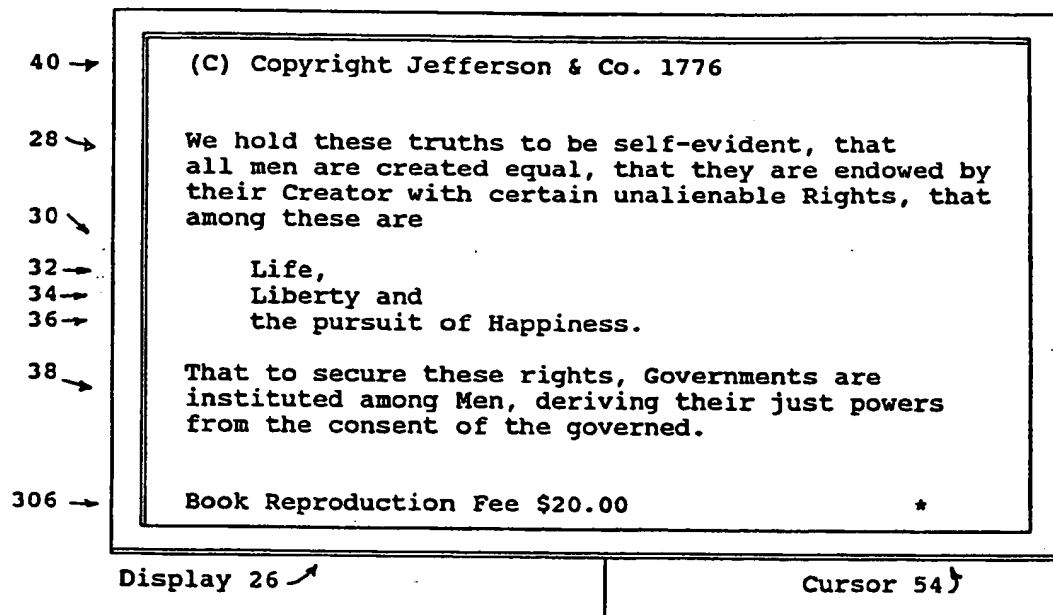 40 (C) Copyright Jefferson & Co. 1776
28 We hold these truths to be self-evident, that
all men are created equal, that they are endowed by
their Creator with certain unalienable Rights, that
30 among these are
32 Life,
34 Liberty and
36 the pursuit of Happiness.
38 That to secure these rights, Governments are
instituted among Men, deriving their just powers
from the consent of the governed.
306 Book Reproduction Fee $20.00 *
Display 26 Cursor 54